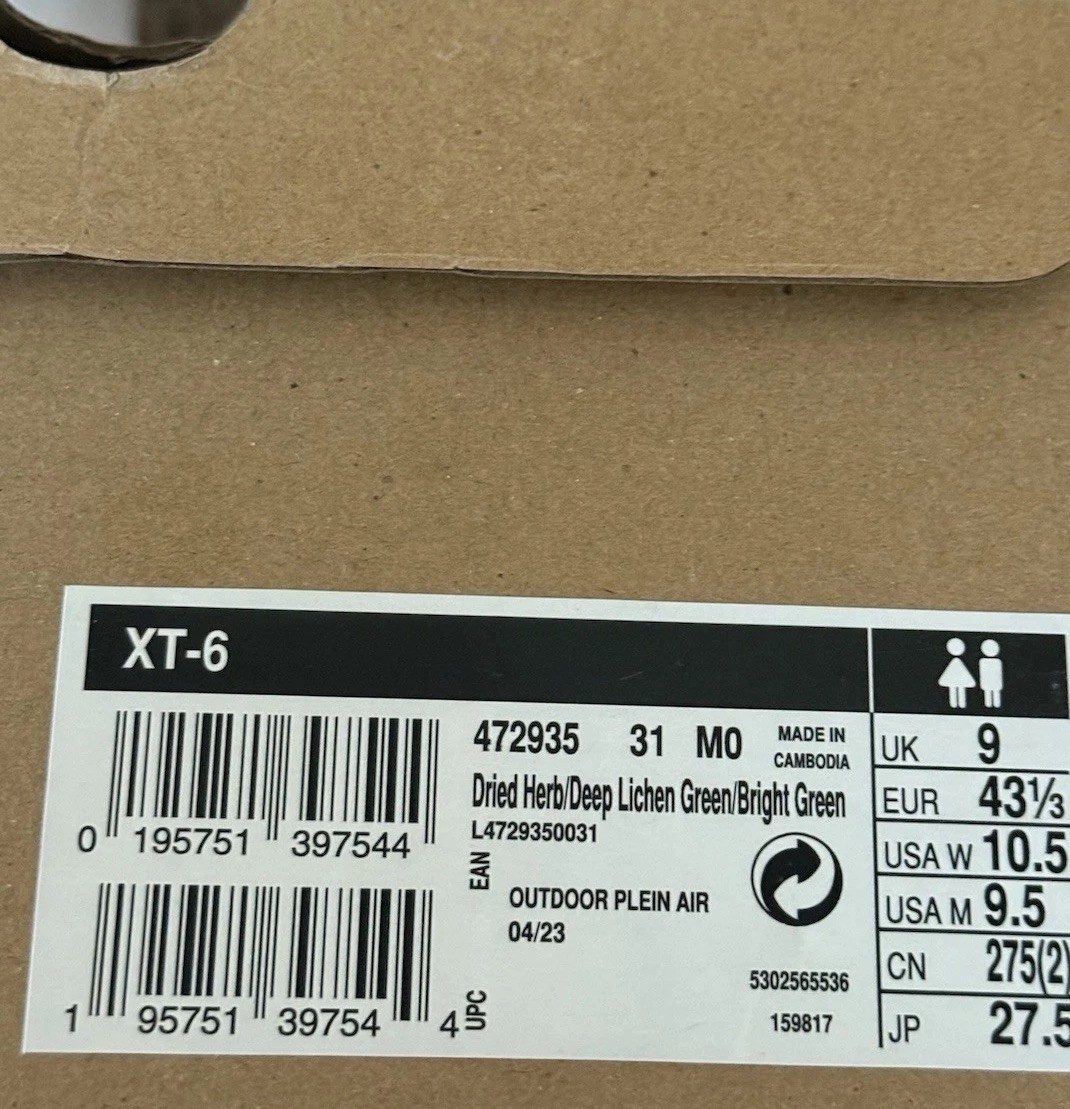 XT-6
0 195751 397544
EAN
1 95751 39754 4
UPC
472935 31 M0
MADE IN
CAMBODIA
Dried Herb/Deep Lichen Green/Bright Green
L4729350031
OUTDOOR PLEIN AIR
04/23
5302565536
159817
UK 9
EUR 43⅓
USA W 10.5
USA M 9.5
CN 275(2)
JP 27.5